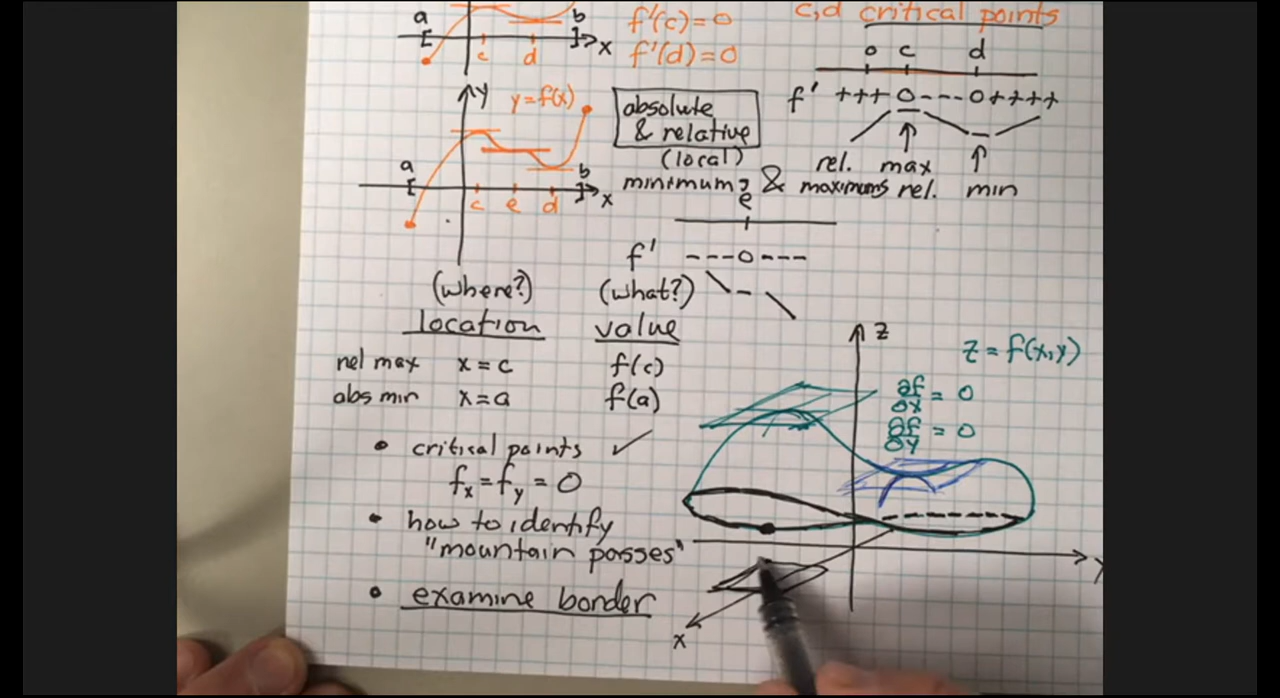 a
b
x
c
d
f'(c) = 0
f'(d) = 0
c,d critical points
o c d
f' +++ 0 --- 0 ++++
rel. max
rel. min
y
y = f(x)
a
b
x
c e d
absolute
& relative
(local)
minimums & maximums
e
f' --- 0 ---
(where?) (what?)
location value
rel max x = c f(c)
abs min x = a f(a)
• critical points ✓
fx = fy = 0
• how to identify
"mountain passes"
• examine border
z
z = f(x,y)
∂f/∂x = 0
∂f/∂y = 0
y
x